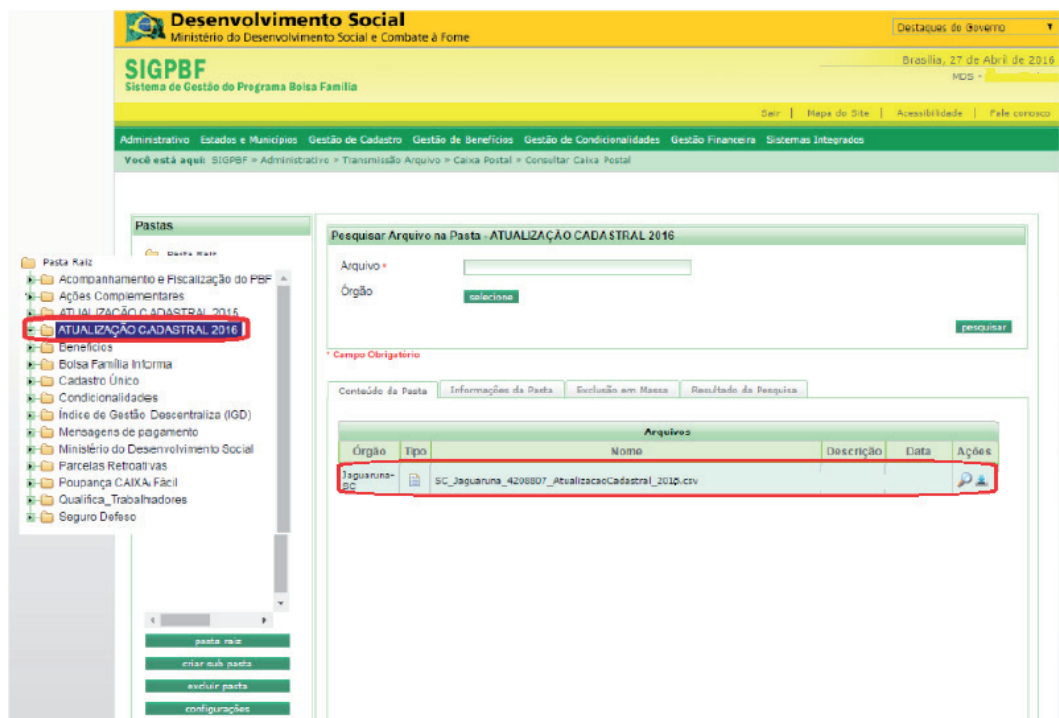 Desenvolvimento Social
Ministério do Desenvolvimento Social e Combate à Fome
Destaques do Governo
SIGPBF
Sistema de Gestão do Programa Bolsa Família
Brasília, 27 de Abril de 2016
MDS -
Sair | Mapa do Site | Acessibilidade | Fale conosco
Administrativo Estados e Municípios Gestão de Cadastro Gestão de Benefícios Gestão de Condicionalidades Gestão Financeira Sistemas Integrados
Você está aqui: SIGPBF » Administrativo » Transmissão Arquivo » Caixa Postal » Consultar Caixa Postal
Pastas
Pasta Raiz
Pasta Raiz
Acompanhamento e Fiscalização do PBF
Ações Complementares
ATUALIZAÇÃO CADASTRAL 2015
ATUALIZAÇÃO CADASTRAL 2016
Benefícios
Bolsa Família Informa
Cadastro Único
Condicionalidades
Índice de Gestão Descentraliza (IGD)
Mensagens de pagamento
Ministério do Desenvolvimento Social
Parcelas Retroativas
Poupança CAIXA Fácil
Qualifica_Trabalhadores
Seguro Defeso
pasta raiz
criar sub pasta
excluir pasta
configurações
Pesquisar Arquivo na Pasta - ATUALIZAÇÃO CADASTRAL 2016
Arquivo *
Órgão selecione
pesquisar
* Campo Obrigatório
Conteúdo da Pasta Informações da Pasta Exclusão em Massa Resultado da Pesquisa
Arquivos
Órgão Tipo Nome Descrição Data Ações
Jaguaruna-
SC
SC_Jaguaruna_4208807_AtualizacaoCadastral_2016.csv